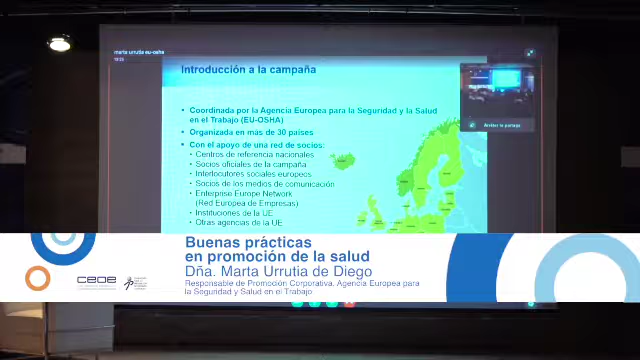 marta urrutia eu-osha
Introducción a la campaña
• Coordinada por la Agencia Europea para la Seguridad y la Salud
en el Trabajo (EU-OSHA)
• Organizada en más de 30 países
• Con el apoyo de una red de socios:
• Centros de referencia nacionales
• Socios oficiales de la campaña
• Interlocutores sociales europeos
• Socios de los medios de comunicación
• Enterprise Europe Network
(Red Europea de Empresas)
• Instituciones de la UE
• Otras agencias de la UE
Buenas prácticas
en promoción de la salud
Dña. Marta Urrutia de Diego
Responsable de Promoción Corporativa. Agencia Europea para
la Seguridad y Salud en el Trabajo
ceoe